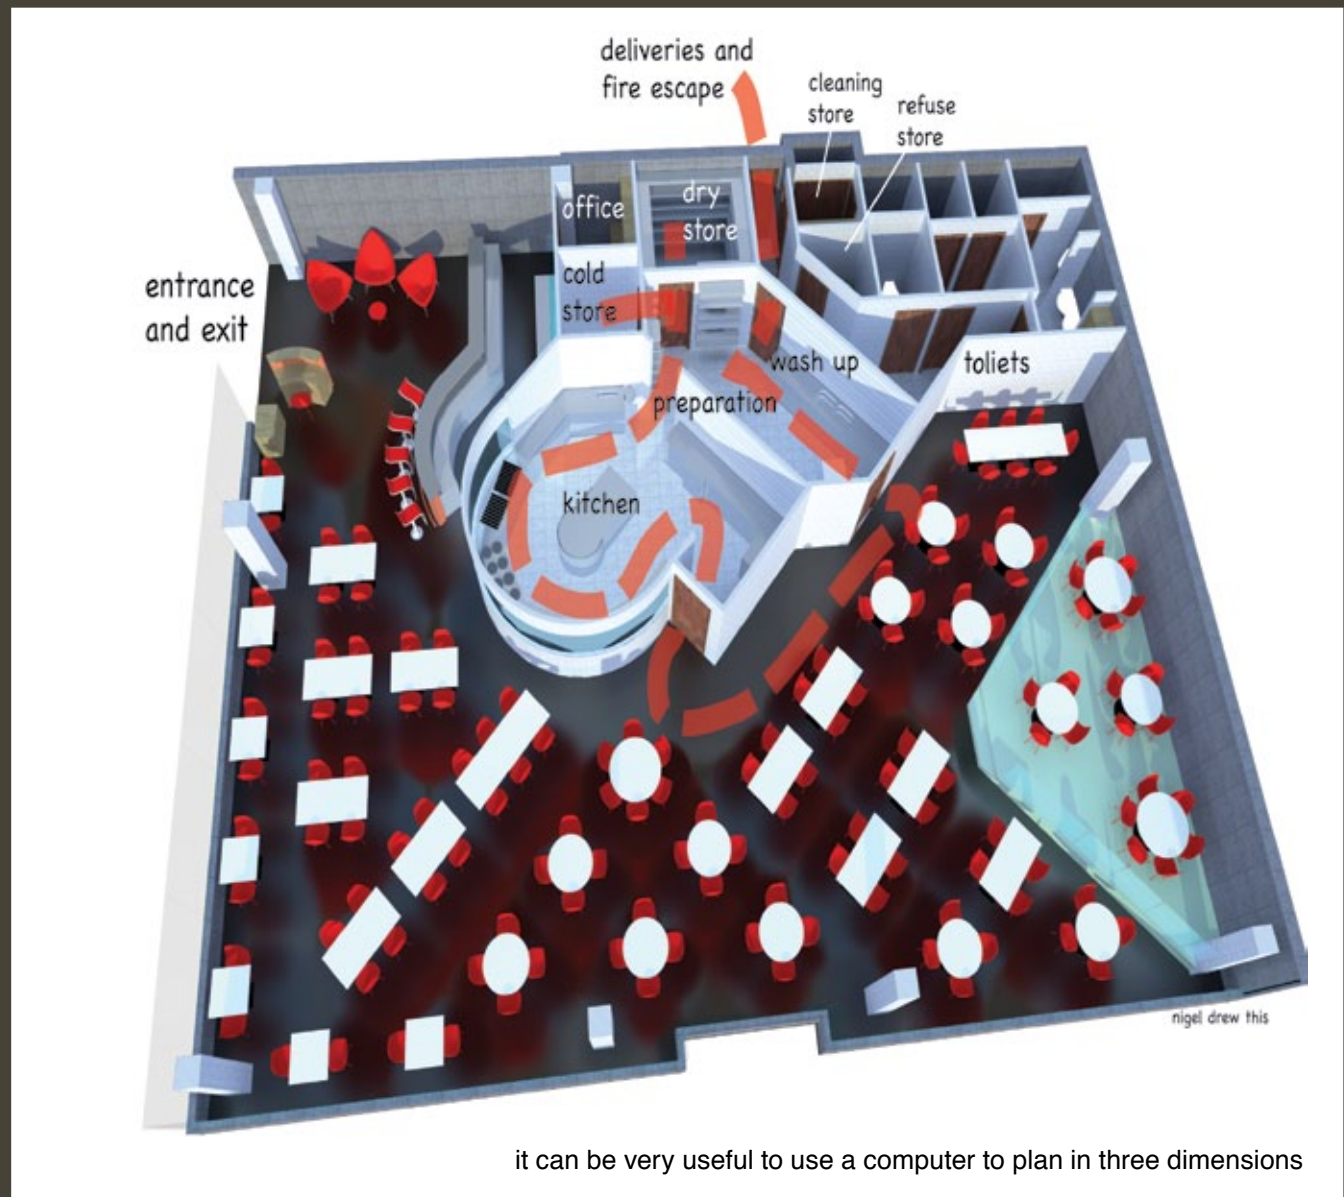 deliveries and
fire escape
cleaning
store
refuse
store
office
dry
store
entrance
and exit
cold
store
wash up
toliets
preparation
kitchen
nigel drew this
it can be very useful to use a computer to plan in three dimensions